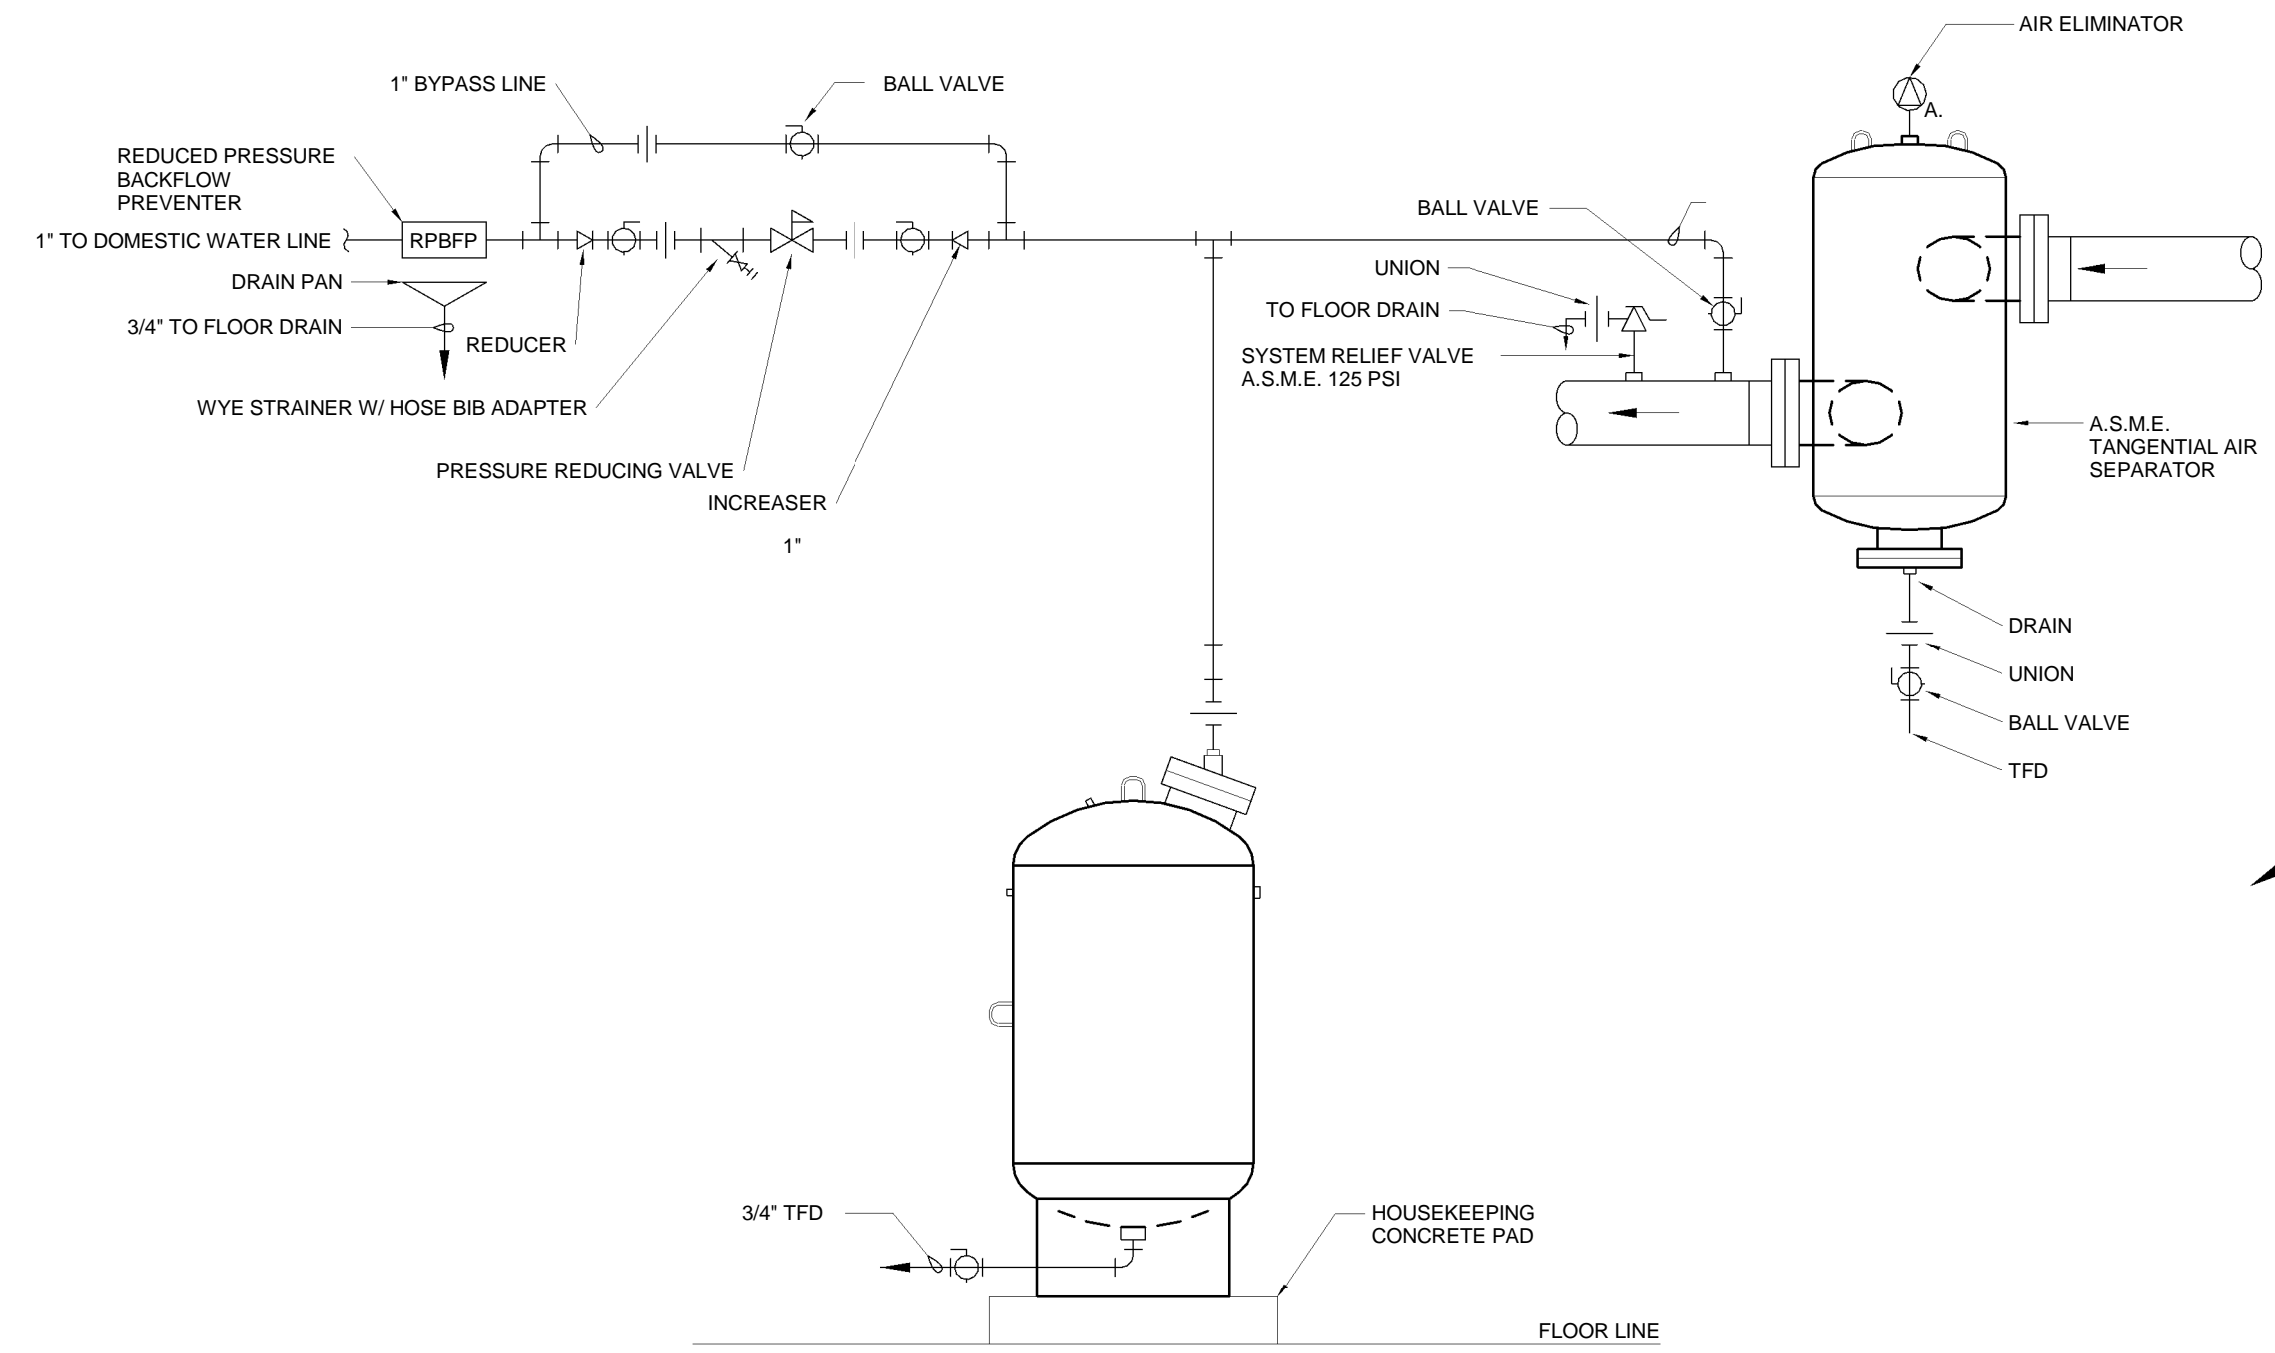 AIR ELIMINATOR
1" BYPASS LINE
BALL VALVE
A.
REDUCED PRESSURE
BACKFLOW
PREVENTER
BALL VALVE
1" TO DOMESTIC WATER LINE
RPBFP
UNION
DRAIN PAN
TO FLOOR DRAIN
3/4" TO FLOOR DRAIN
REDUCER
SYSTEM RELIEF VALVE
A.S.M.E. 125 PSI
WYE STRAINER W/ HOSE BIB ADAPTER
A.S.M.E.
TANGENTIAL AIR
SEPARATOR
PRESSURE REDUCING VALVE
INCREASER
1"
DRAIN
UNION
BALL VALVE
TFD
3/4" TFD
HOUSEKEEPING
CONCRETE PAD
FLOOR LINE